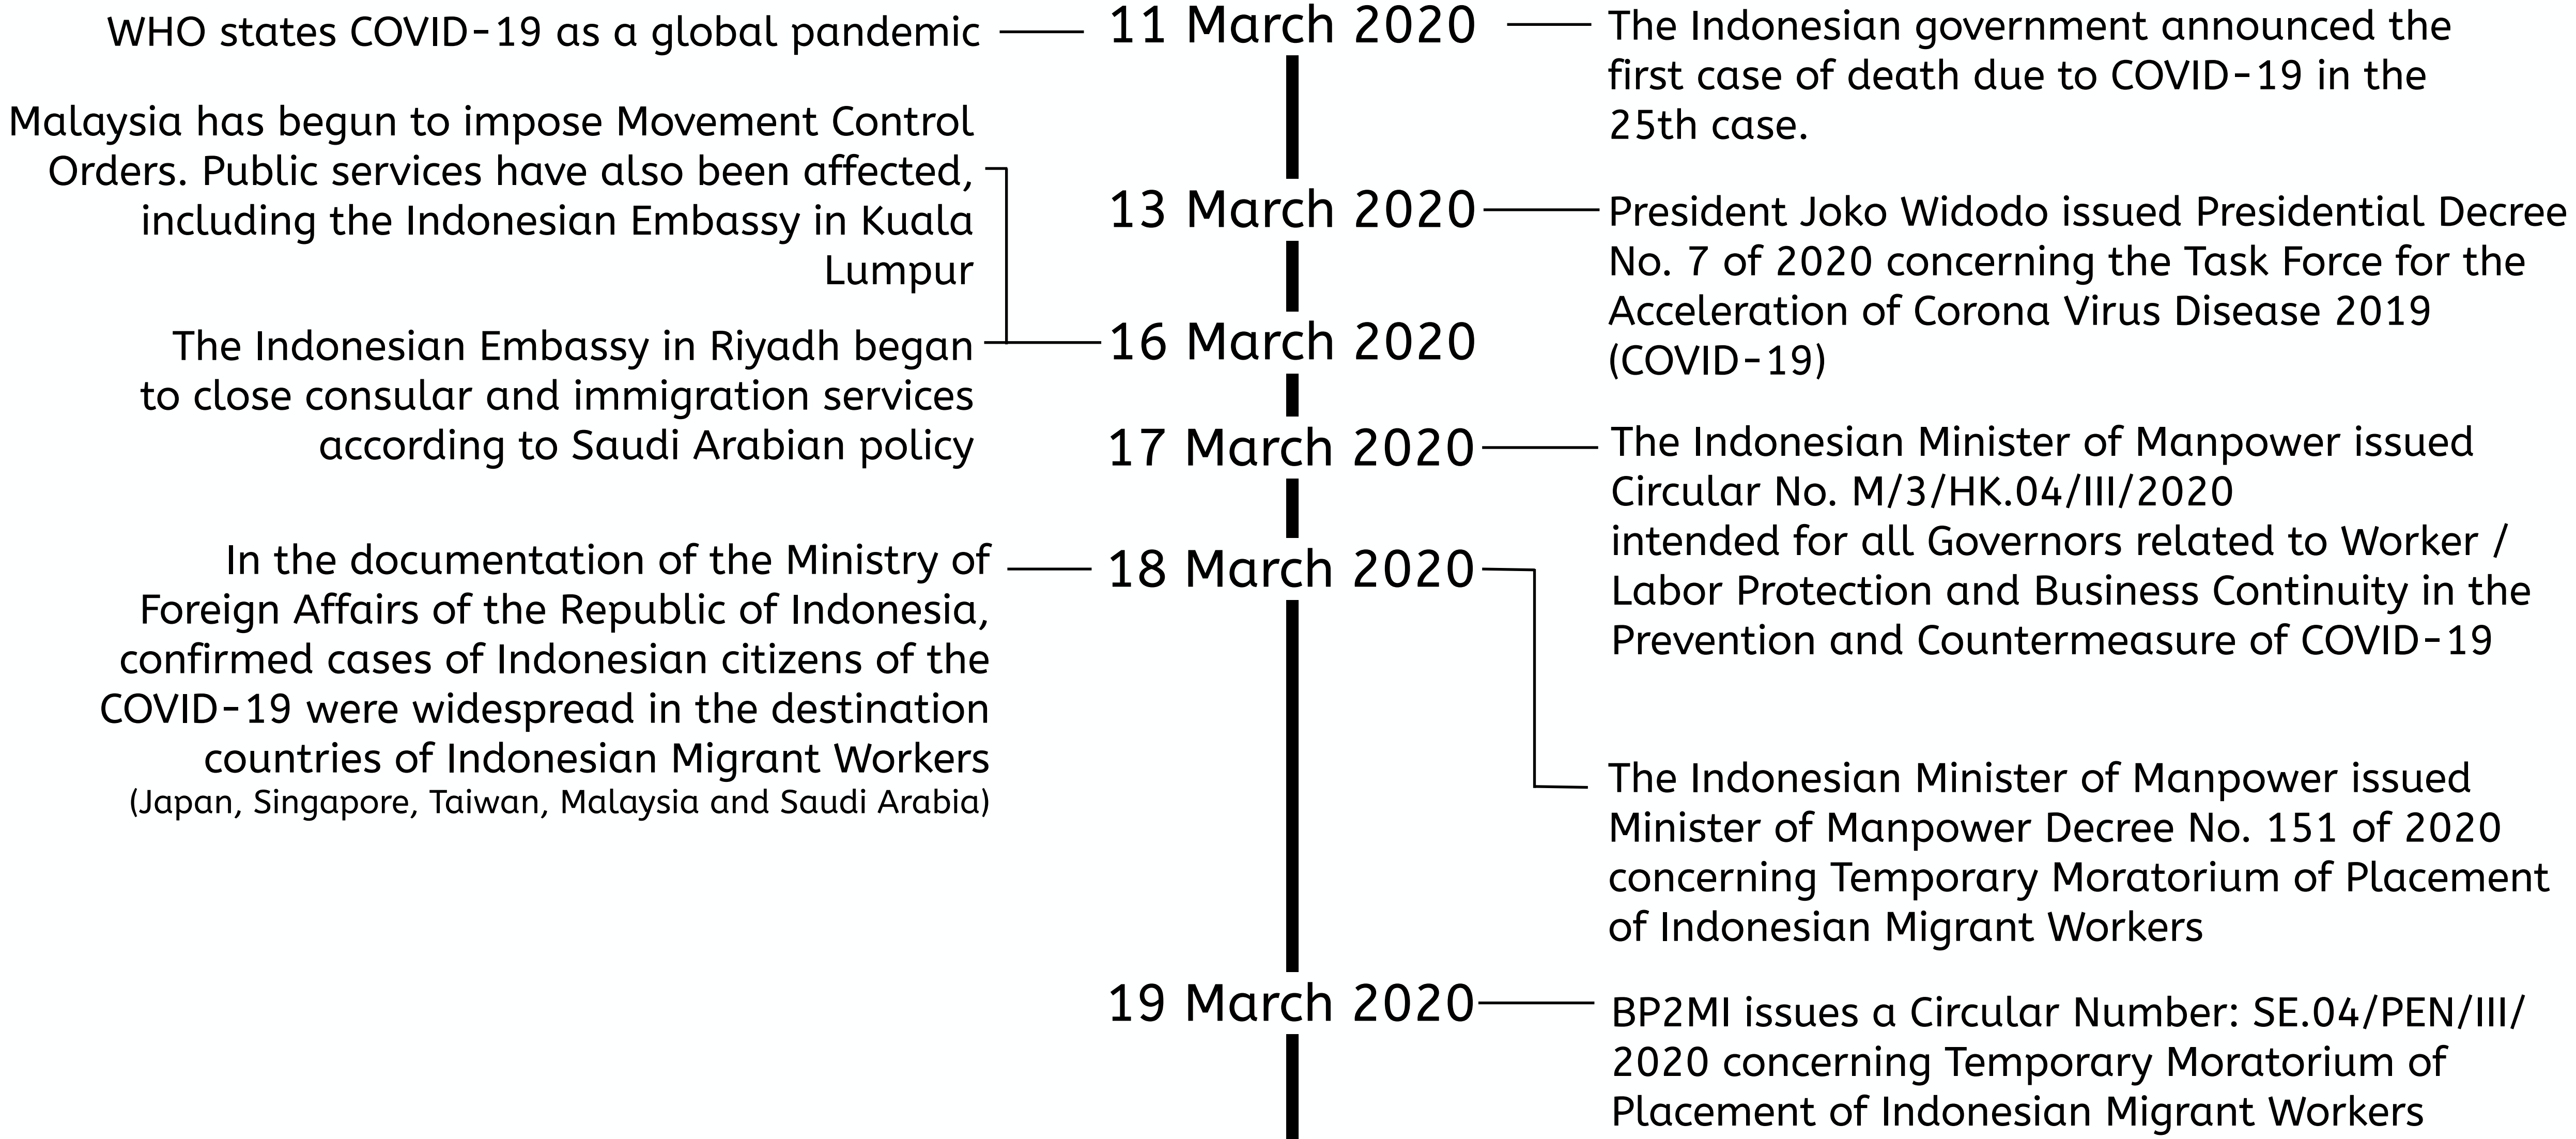 WHO states COVID-19 as a global pandemic
11 March 2020
The Indonesian government announced the
first case of death due to COVID-19 in the
25th case.
Malaysia has begun to impose Movement Control
Orders. Public services have also been affected,
including the Indonesian Embassy in Kuala
Lumpur
13 March 2020
President Joko Widodo issued Presidential Decree
No. 7 of 2020 concerning the Task Force for the
Acceleration of Corona Virus Disease 2019
(COVID-19)
The Indonesian Embassy in Riyadh began
to close consular and immigration services
according to Saudi Arabian policy
16 March 2020
17 March 2020
The Indonesian Minister of Manpower issued
Circular No. M/3/HK.04/III/2020
intended for all Governors related to Worker /
Labor Protection and Business Continuity in the
Prevention and Countermeasure of COVID-19
In the documentation of the Ministry of
Foreign Affairs of the Republic of Indonesia,
confirmed cases of Indonesian citizens of the
COVID-19 were widespread in the destination
countries of Indonesian Migrant Workers
(Japan, Singapore, Taiwan, Malaysia and Saudi Arabia)
18 March 2020
The Indonesian Minister of Manpower issued
Minister of Manpower Decree No. 151 of 2020
concerning Temporary Moratorium of Placement
of Indonesian Migrant Workers
19 March 2020
BP2MI issues a Circular Number: SE.04/PEN/III/
2020 concerning Temporary Moratorium of
Placement of Indonesian Migrant Workers